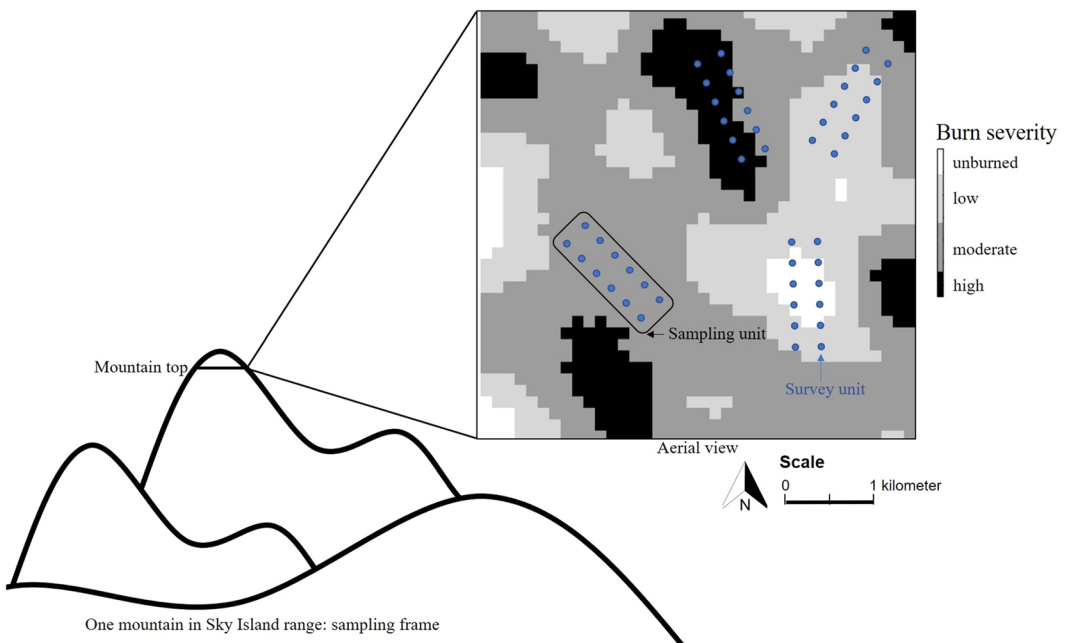 Burn severity
unburned
low
moderate
high
Sampling unit
Mountain top
Survey unit
Aerial view
Scale
0 1 kilometer
N
One mountain in Sky Island range: sampling frame